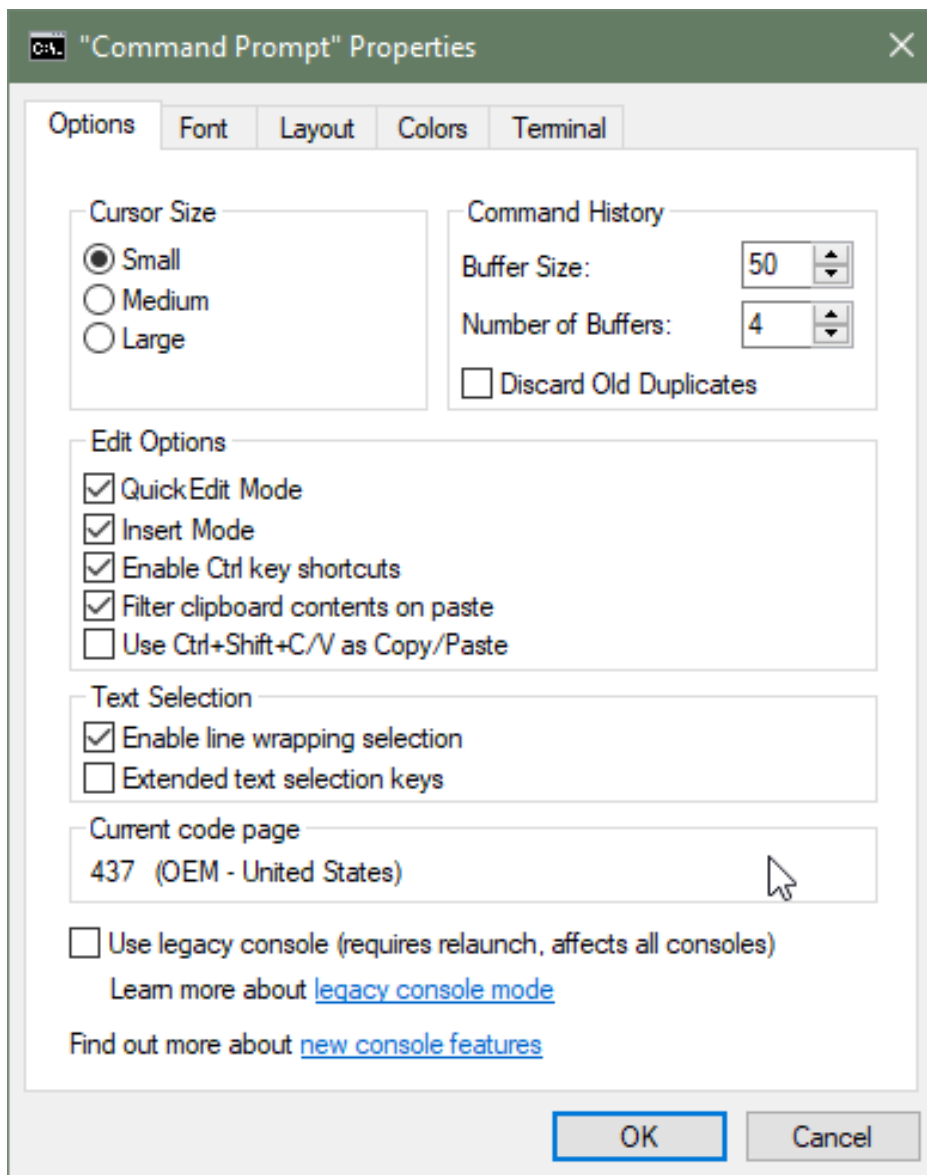 "Command Prompt" Properties
Options Font Layout Colors Terminal
Cursor Size
Small
Medium
Large
Command History
Buffer Size: 50
Number of Buffers: 4
Discard Old Duplicates
Edit Options
QuickEdit Mode
Insert Mode
Enable Ctrl key shortcuts
Filter clipboard contents on paste
Use Ctrl+Shift+C/V as Copy/Paste
Text Selection
Enable line wrapping selection
Extended text selection keys
Current code page
437 (OEM - United States)
Use legacy console (requires relaunch, affects all consoles)
Learn more about legacy console mode
Find out more about new console features
OK Cancel